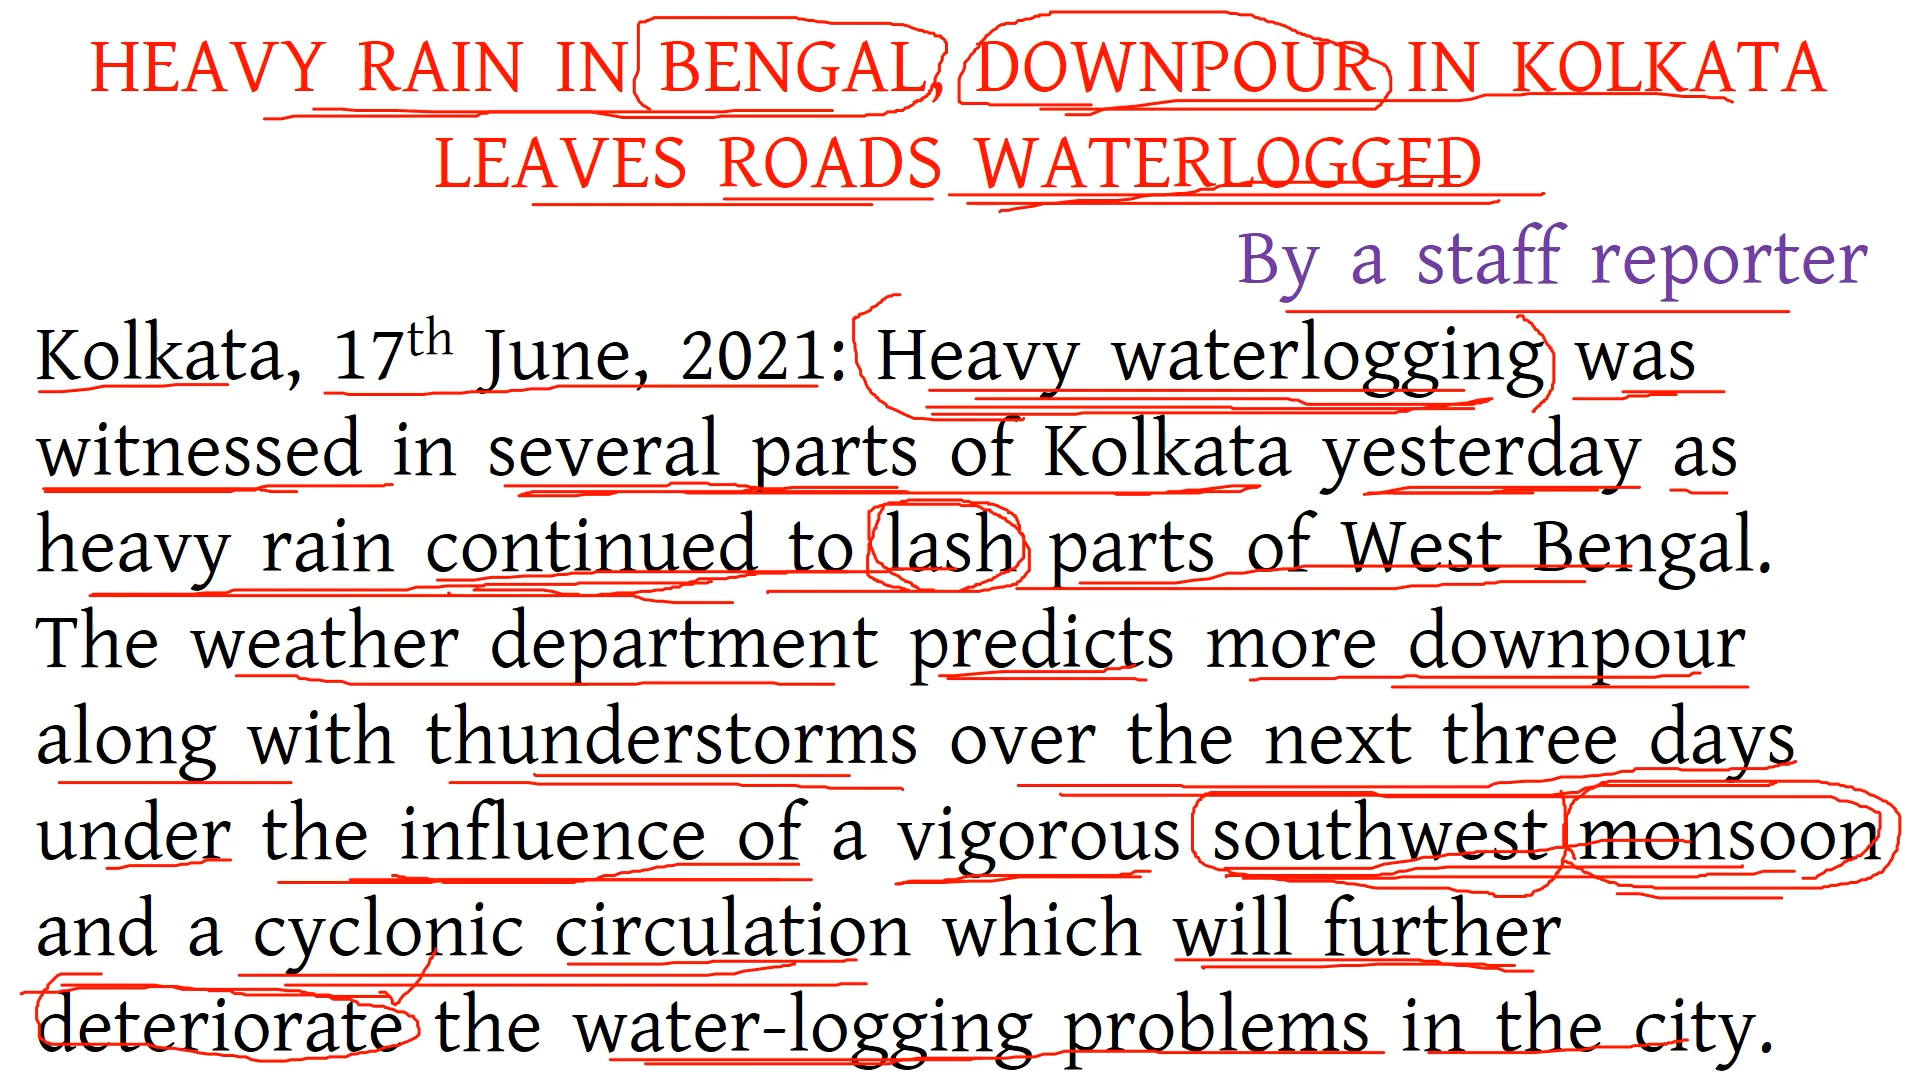 HEAVY RAIN IN BENGAL, DOWNPOUR IN KOLKATA
LEAVES ROADS WATERLOGGED
By a staff reporter
Kolkata, 17th June, 2021: Heavy waterlogging was
witnessed in several parts of Kolkata yesterday as
heavy rain continued to lash parts of West Bengal.
The weather department predicts more downpour
along with thunderstorms over the next three days
under the influence of a vigorous southwest monsoon
and a cyclonic circulation which will further
deteriorate the water-logging problems in the city.